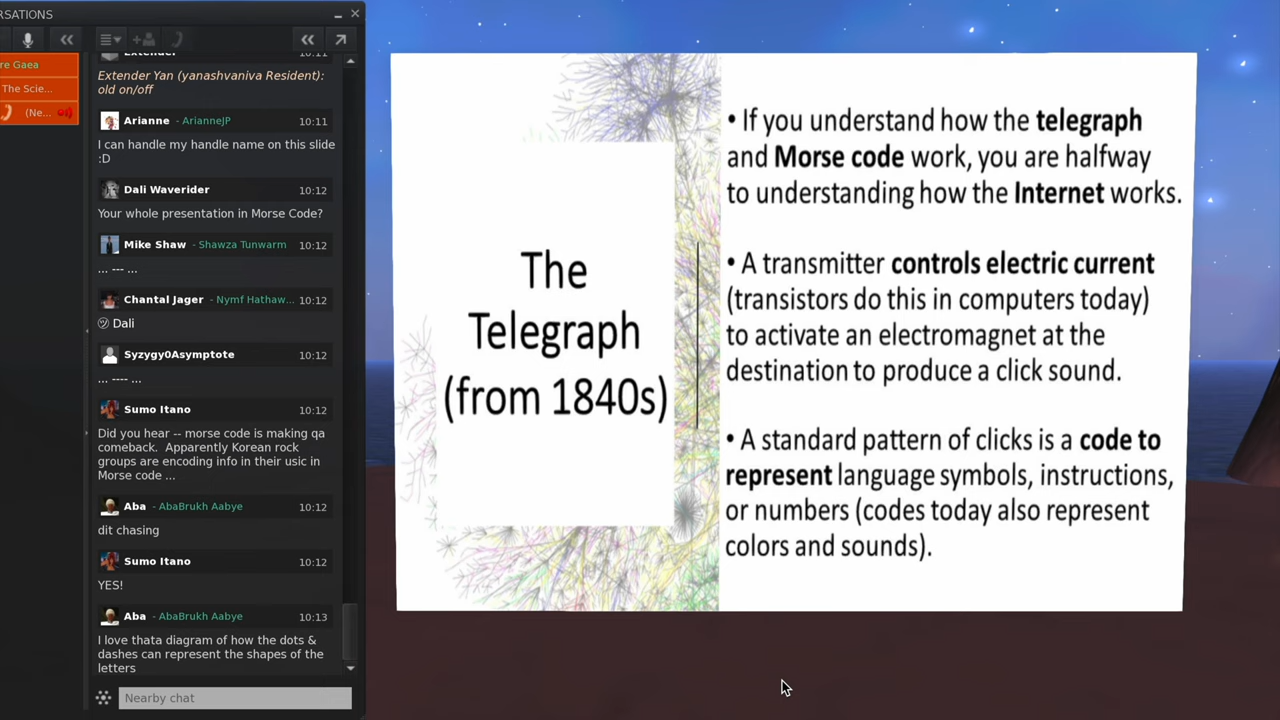 RSATIONS
re Gaea
The Scie...
(Ne...
Extender 10:11
Extender Yan (yanashvaniva Resident):
old on/off
Arianne - ArianneJP 10:11
I can handle my handle name on this slide
:D
Dali Waverider 10:12
Your whole presentation in Morse Code?
Mike Shaw - Shawza Tunwarm 10:12
... --- ...
Chantal Jager - Nymf Hathaw... 10:12
Dali
Syzygy0Asymptote 10:12
... ---- ...
Sumo Itano 10:12
Did you hear -- morse code is making qa
comeback. Apparently Korean rock
groups are encoding info in their usic in
Morse code ...
Aba - AbaBrukh Aabye 10:12
dit chasing
Sumo Itano 10:12
YES!
Aba - AbaBrukh Aabye 10:13
I love thata diagram of how the dots &
dashes can represent the shapes of the
letters
Nearby chat
The
Telegraph
(from 1840s)
• If you understand how the telegraph
and Morse code work, you are halfway
to understanding how the Internet works.
• A transmitter controls electric current
(transistors do this in computers today)
to activate an electromagnet at the
destination to produce a click sound.
• A standard pattern of clicks is a code to
represent language symbols, instructions,
or numbers (codes today also represent
colors and sounds).